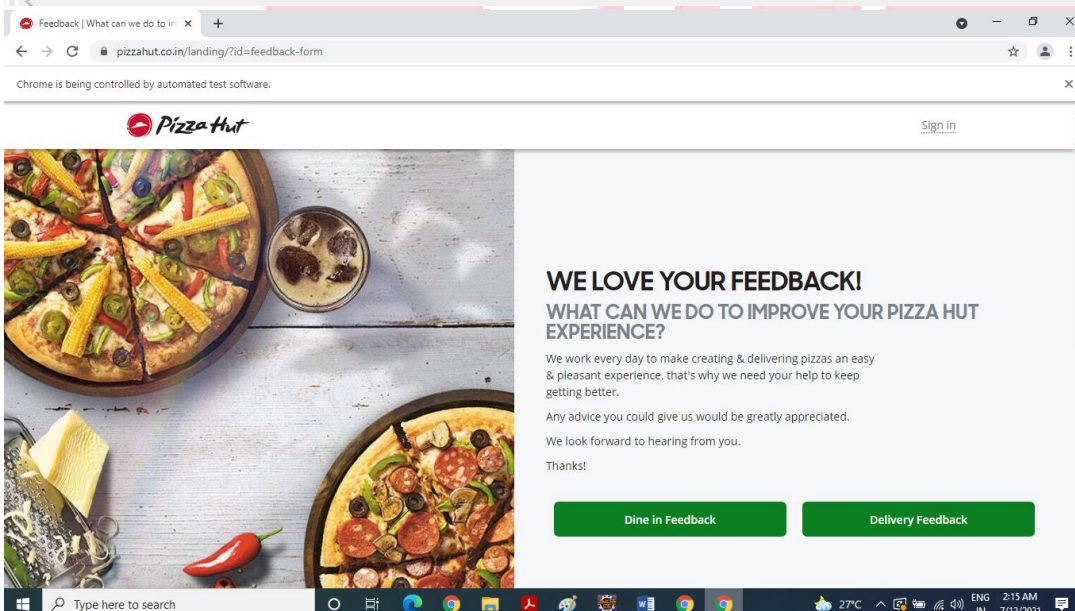 Feedback | What can we do to im
pizzahut.co.in/landing/?id=feedback-form
Chrome is being controlled by automated test software.
Pizza Hut
Sign in
WE LOVE YOUR FEEDBACK!
WHAT CAN WE DO TO IMPROVE YOUR PIZZA HUT
EXPERIENCE?
We work every day to make creating & delivering pizzas an easy
& pleasant experience, that's why we need your help to keep
getting better.
Any advice you could give us would be greatly appreciated.
We look forward to hearing from you.
Thanks!
Dine in Feedback
Delivery Feedback
Type here to search
27°C
ENG
IN
2:15 AM
7/12/2021